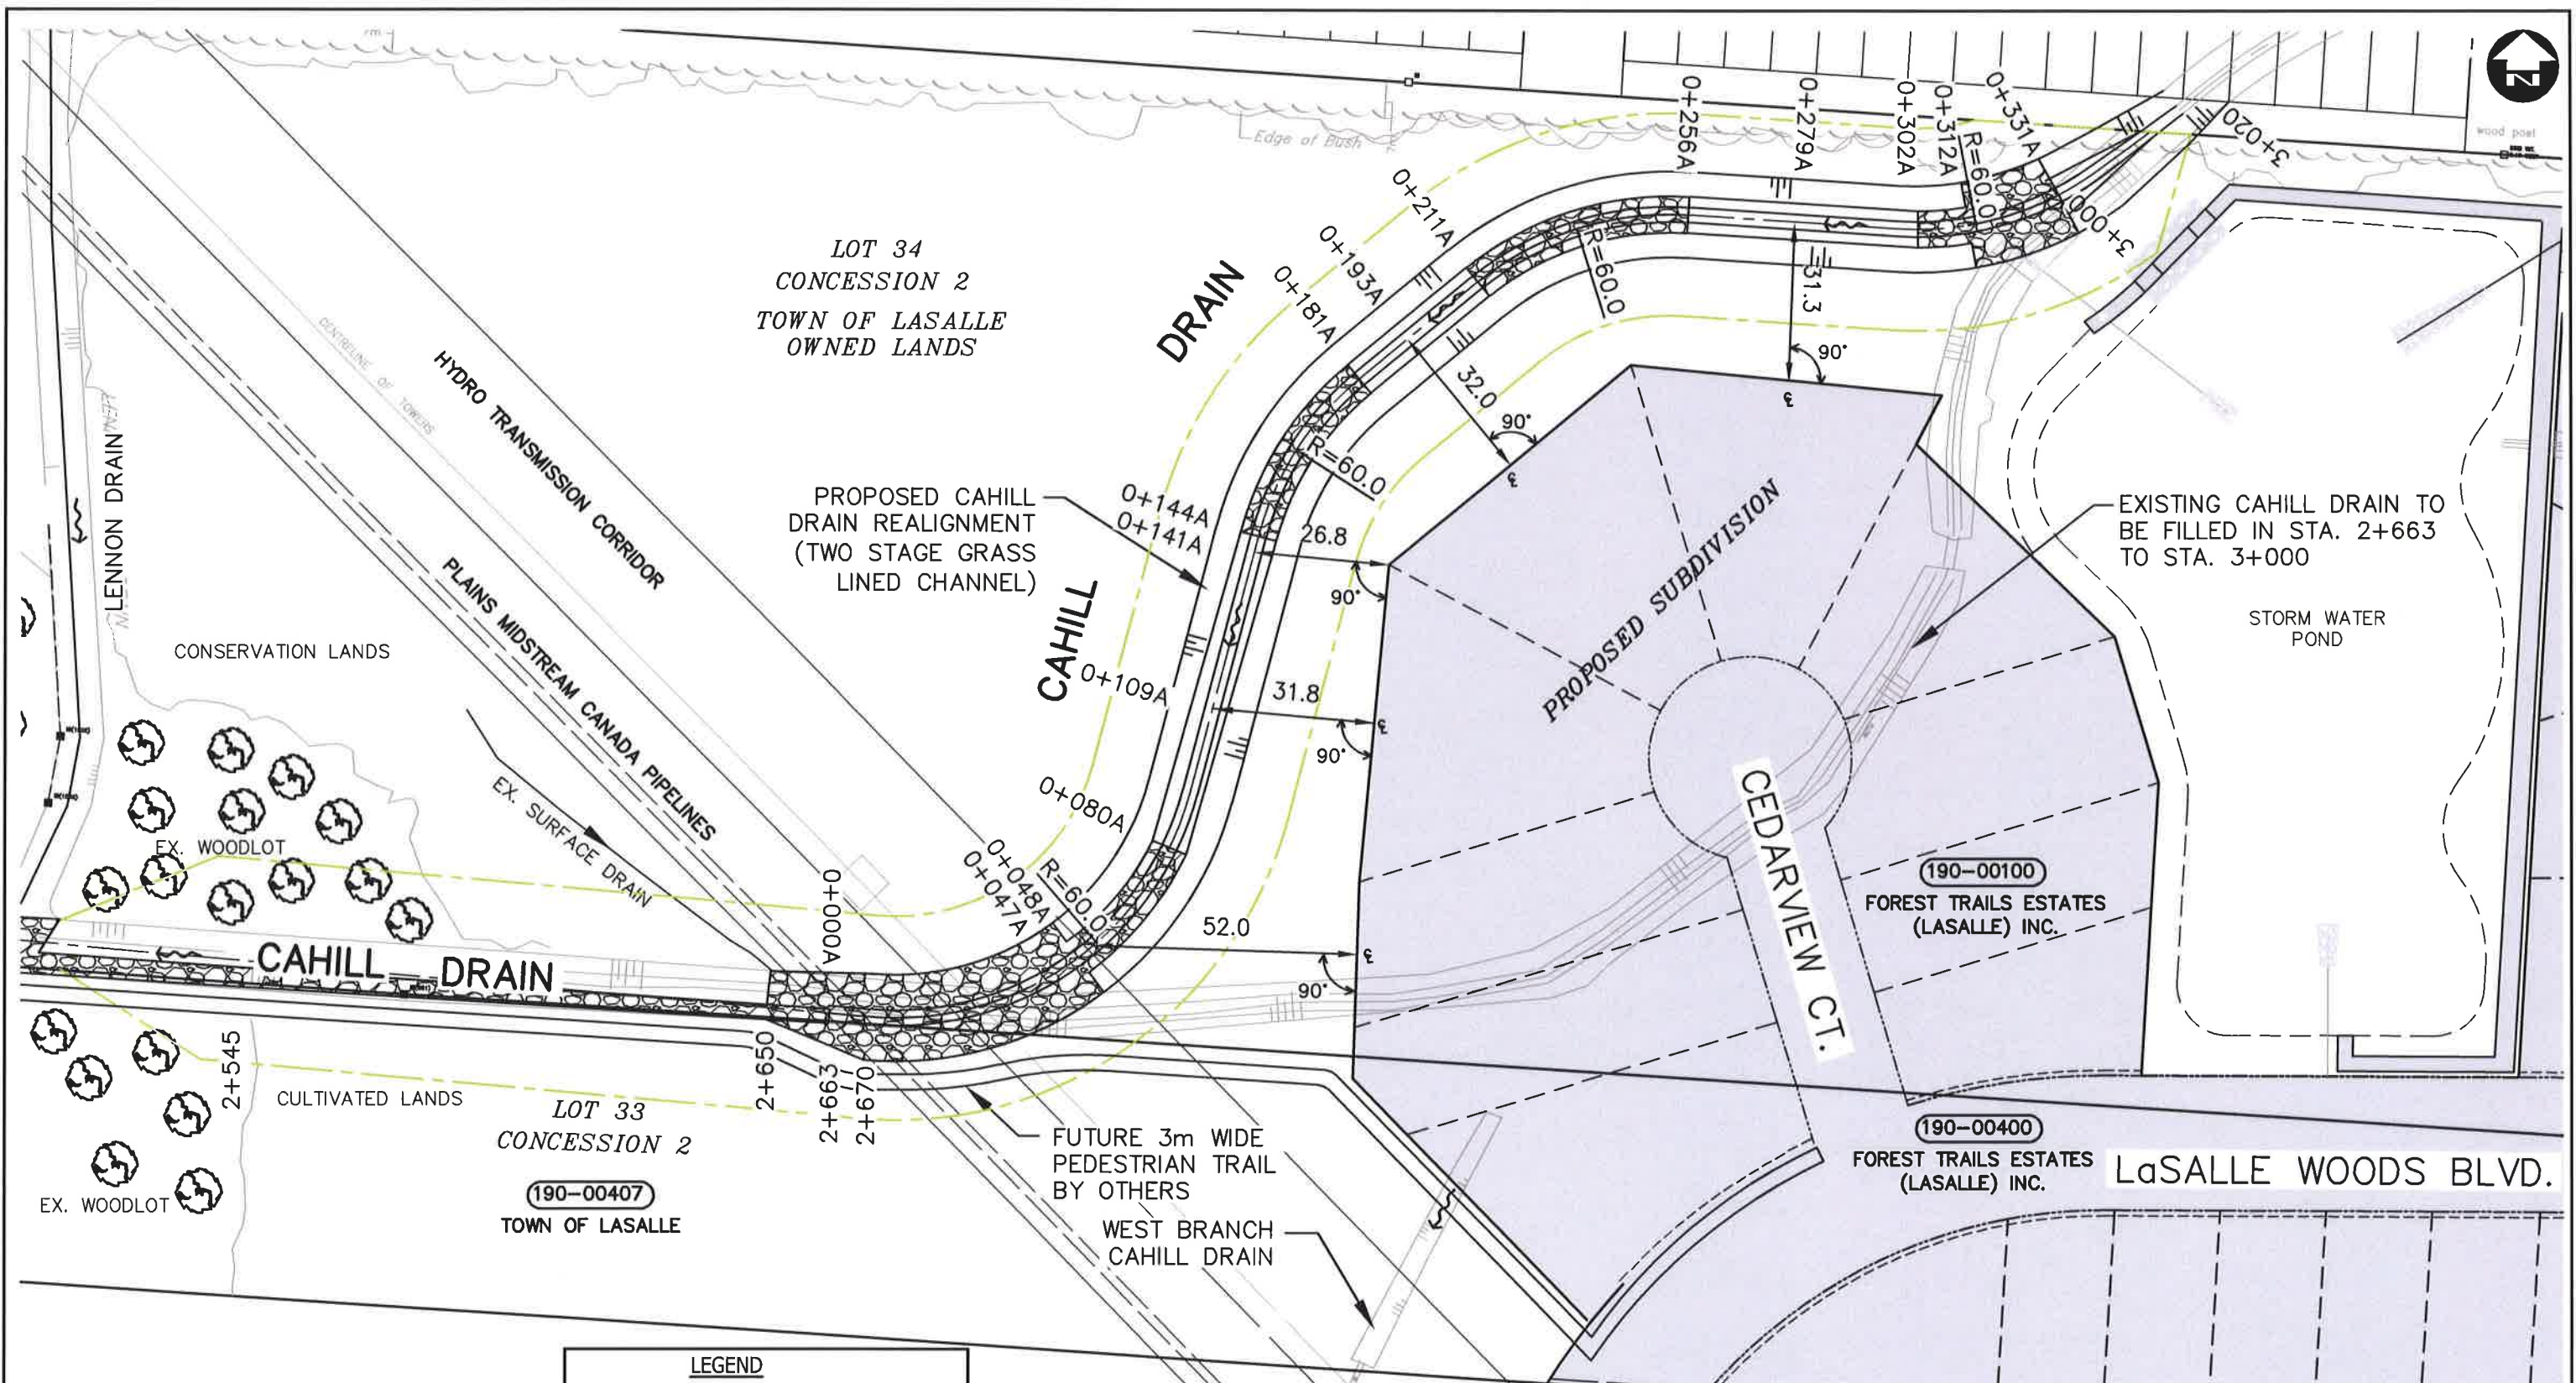 7m
N
0+256A
0+279A
0+302A
0+312A
0+331A
R=60.0
3+020
3+000
wood post
Edge of Bush
0+211A
0+193A
0+181A
R=60.0
31.3
90°
32.0
90°
R=60.0
LOT 34
CONCESSION 2
TOWN OF LASALLE
OWNED LANDS
CAHILL DRAIN
CENTRELINE OF TOWERS
HYDRO TRANSMISSION CORRIDOR
LENNON DRAIN
PROPOSED CAHILL
DRAIN REALIGNMENT
(TWO STAGE GRASS
LINED CHANNEL)
0+144A
0+141A
26.8
90°
PROPOSED SUBDIVISION
EXISTING CAHILL DRAIN TO
BE FILLED IN STA. 2+663
TO STA. 3+000
STORM WATER
POND
PLAINS MIDSTREAM CANADA PIPELINES
CONSERVATION LANDS
0+109A
31.8
90°
0+080A
EX. SURFACE DRAIN
EX. WOODLOT
0+000A
0+048A
0+047A
R=60.0
52.0
90°
CEDARVIEW CT.
190-00100
FOREST TRAILS ESTATES
(LASALLE) INC.
CAHILL DRAIN
2+545
2+650
2+663
2+670
CULTIVATED LANDS
LOT 33
CONCESSION 2
190-00407
TOWN OF LASALLE
EX. WOODLOT
FUTURE 3m WIDE
PEDESTRIAN TRAIL
BY OTHERS
WEST BRANCH
CAHILL DRAIN
190-00400
FOREST TRAILS ESTATES
(LASALLE) INC.
LaSALLE WOODS BLVD.
LEGEND